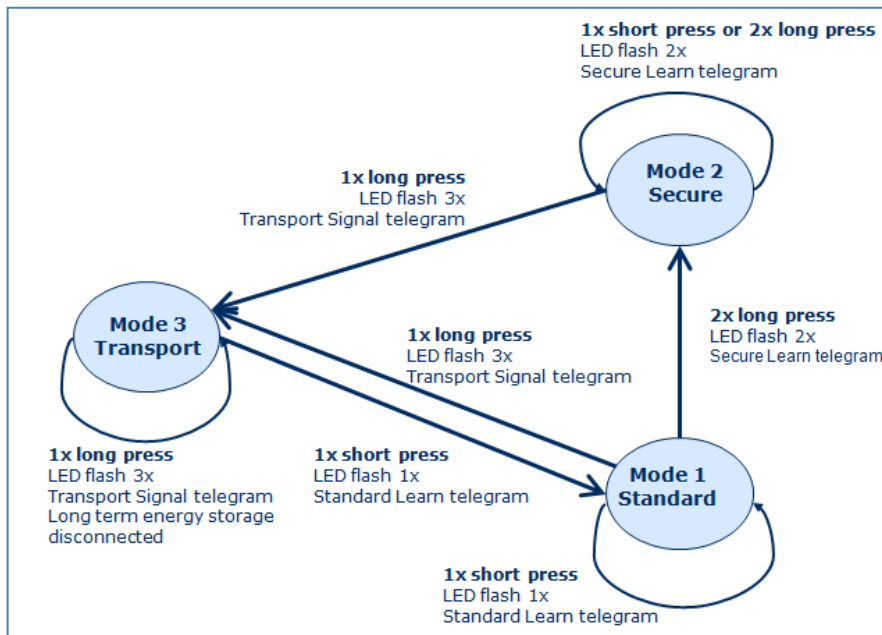 1x short press or 2x long press
LED flash 2x
Secure Learn telegram
Mode 2
Secure
1x long press
LED flash 3x
Transport Signal telegram
Mode 3
Transport
2x long press
LED flash 2x
Secure Learn telegram
1x long press
LED flash 3x
Transport Signal telegram
1x long press
LED flash 3x
Transport Signal telegram
Long term energy storage
disconnected
1x short press
LED flash 1x
Standard Learn telegram
Mode 1
Standard
1x short press
LED flash 1x
Standard Learn telegram